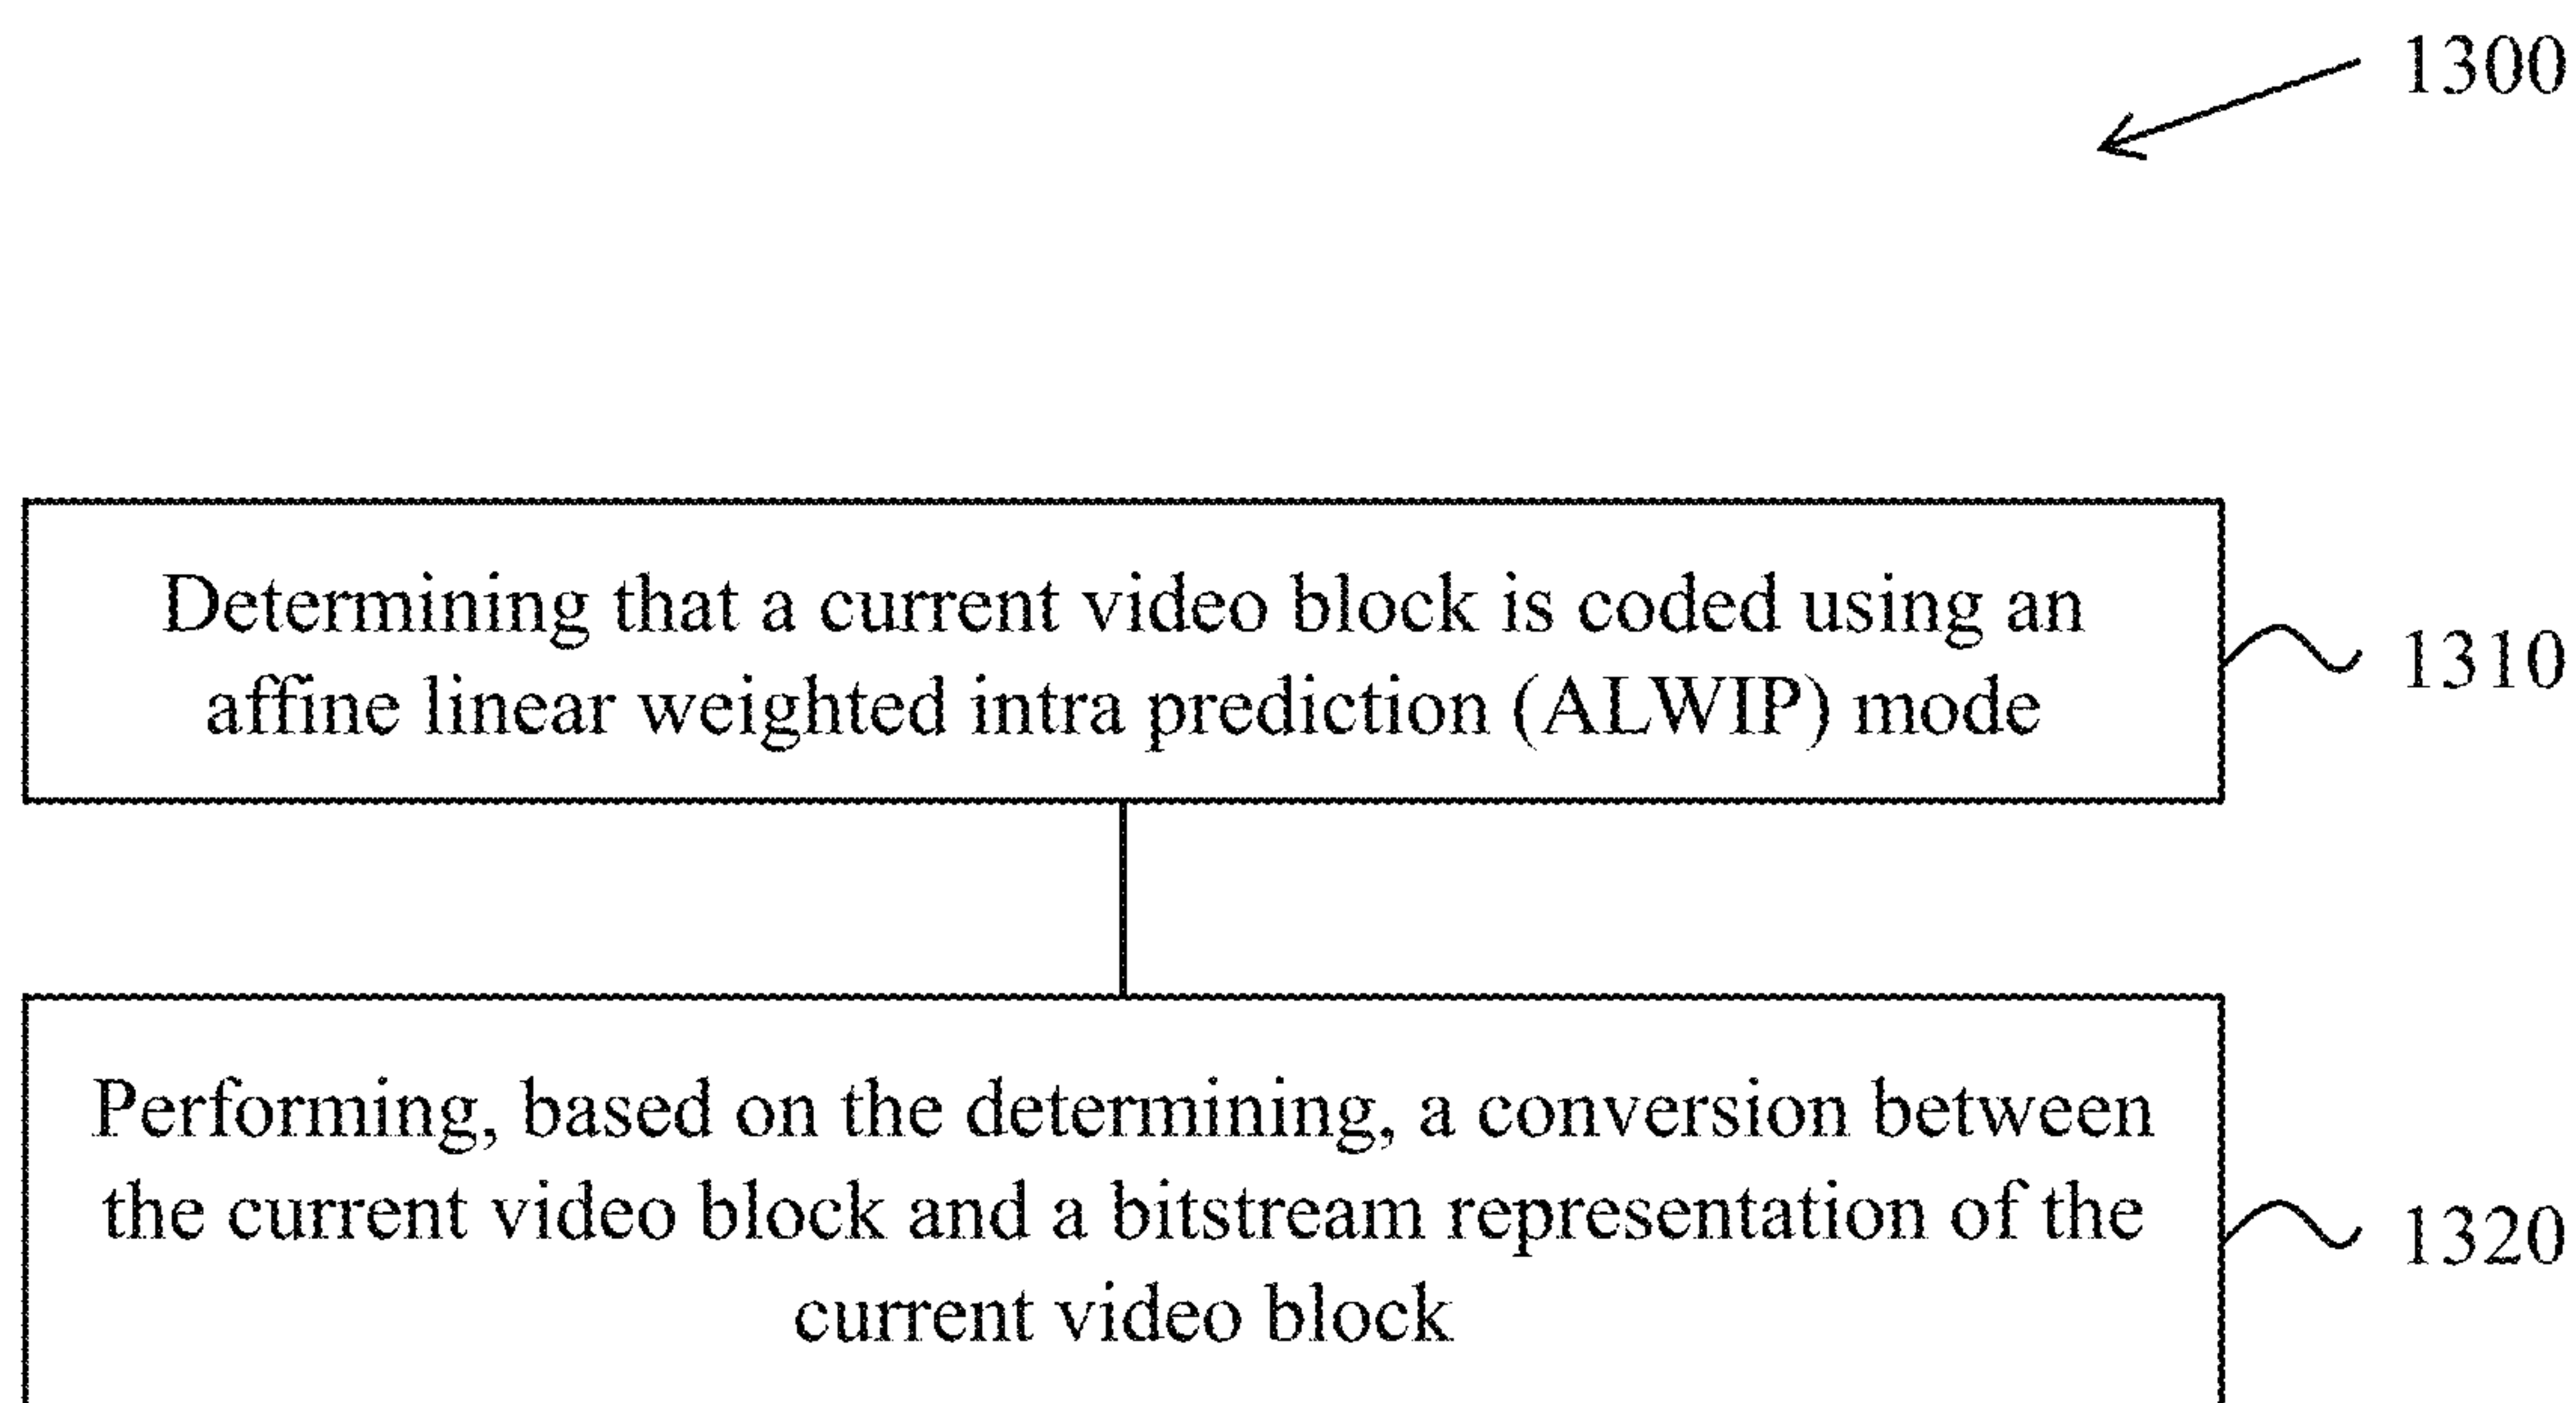 1300
Determining that a current video block is coded using an
affine linear weighted intra prediction (ALWIP) mode
1310
Performing, based on the determining, a conversion between
the current video block and a bitstream representation of the
current video block
1320